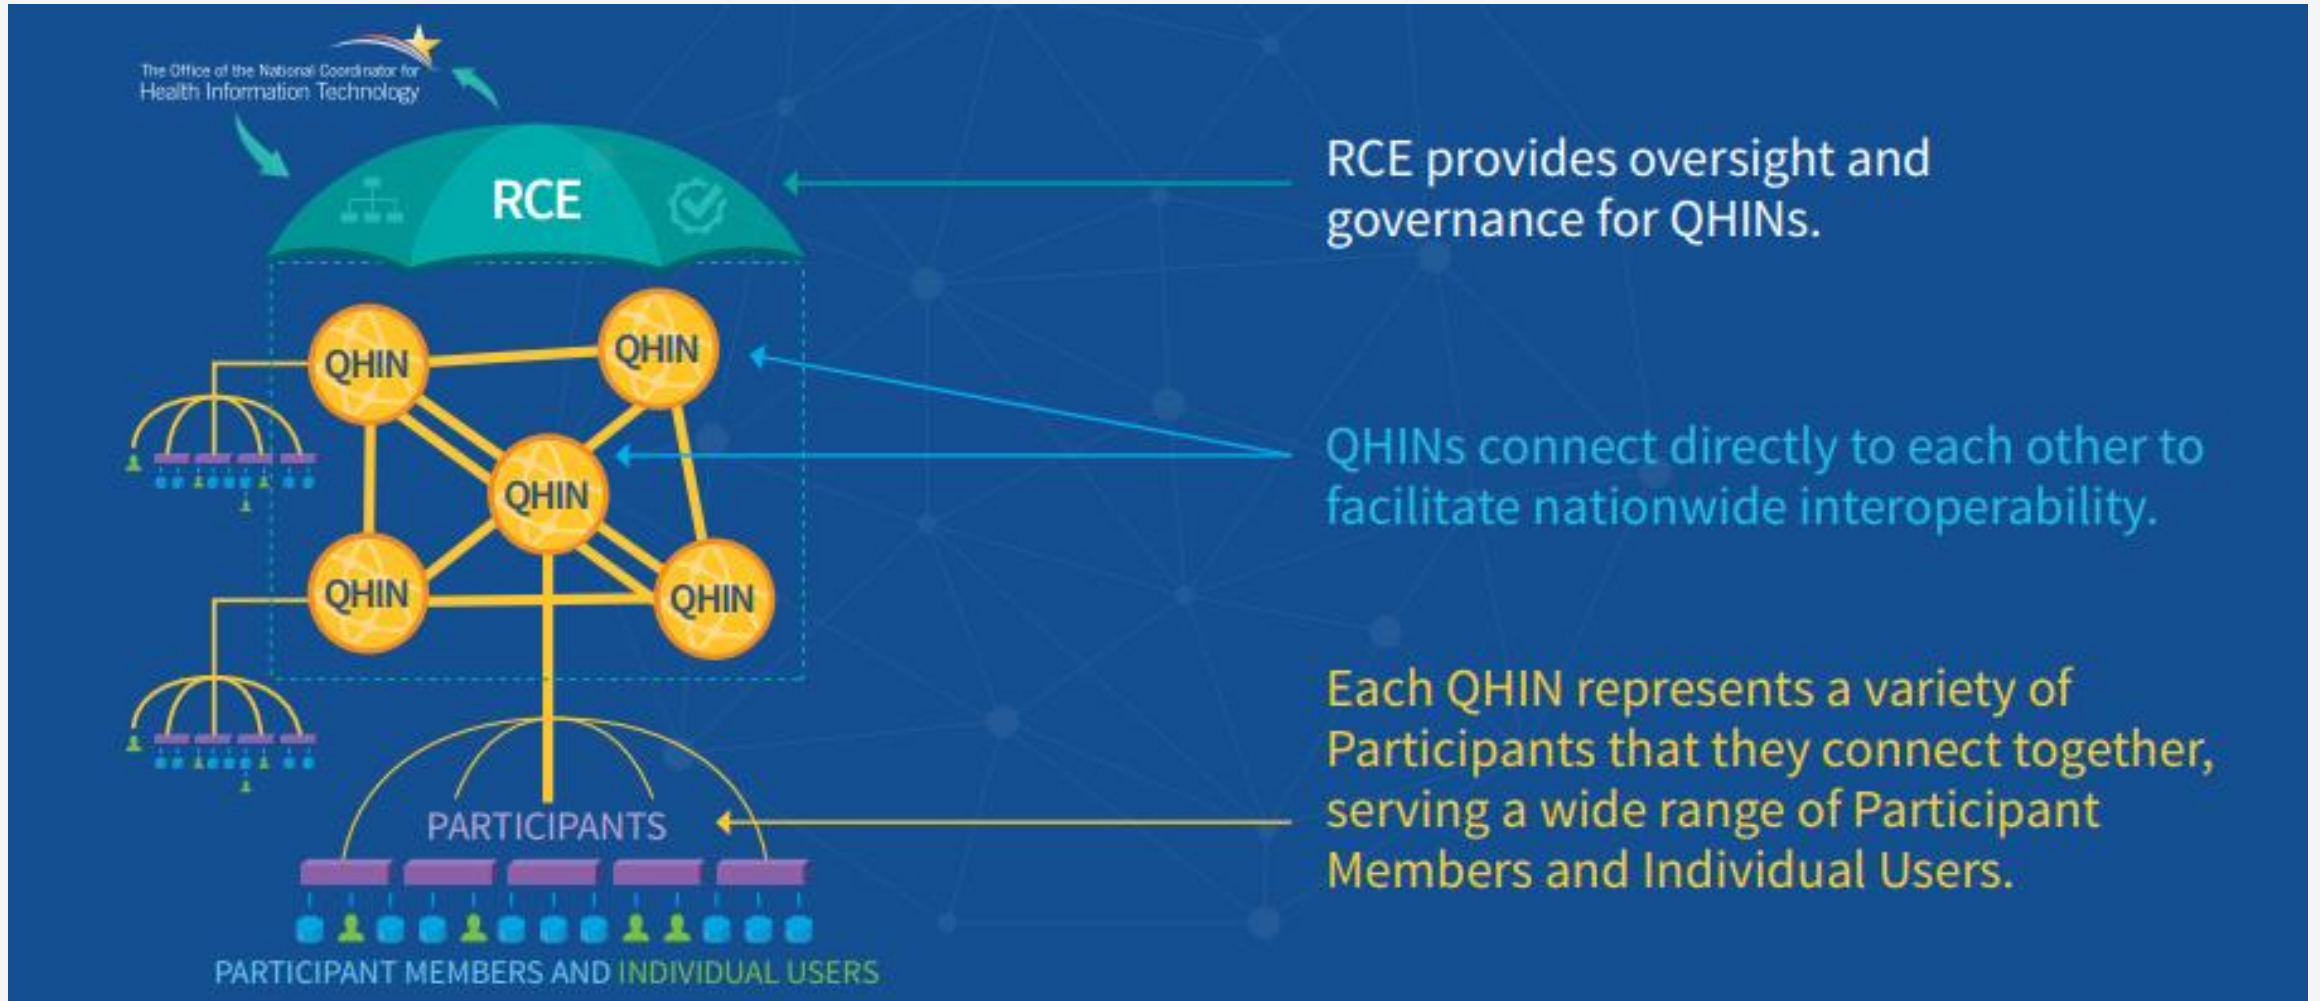 The Office of the National Coordinator for
Health Information Technology
RCE
RCE provides oversight and
governance for QHINs.
QHIN
QHIN
QHIN
QHIN
QHIN
QHINs connect directly to each other to
facilitate nationwide interoperability.
Each QHIN represents a variety of
Participants that they connect together,
serving a wide range of Participant
Members and Individual Users.
PARTICIPANTS
PARTICIPANT MEMBERS AND INDIVIDUAL USERS